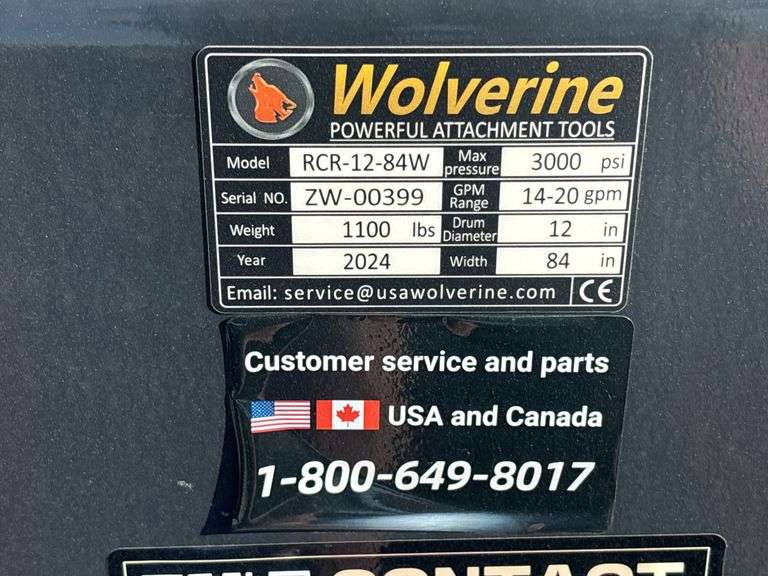 Wolverine
POWERFUL ATTACHMENT TOOLS
Model RCR-12-84W Max pressure 3000 psi
Serial NO. ZW-00399 GPM Range 14-20 gpm
Weight 1100 lbs Drum Diameter 12 in
Year 2024 Width 84 in
Email: service@usawolverine.com CE
Customer service and parts
USA and Canada
1-800-649-8017
CONTACT